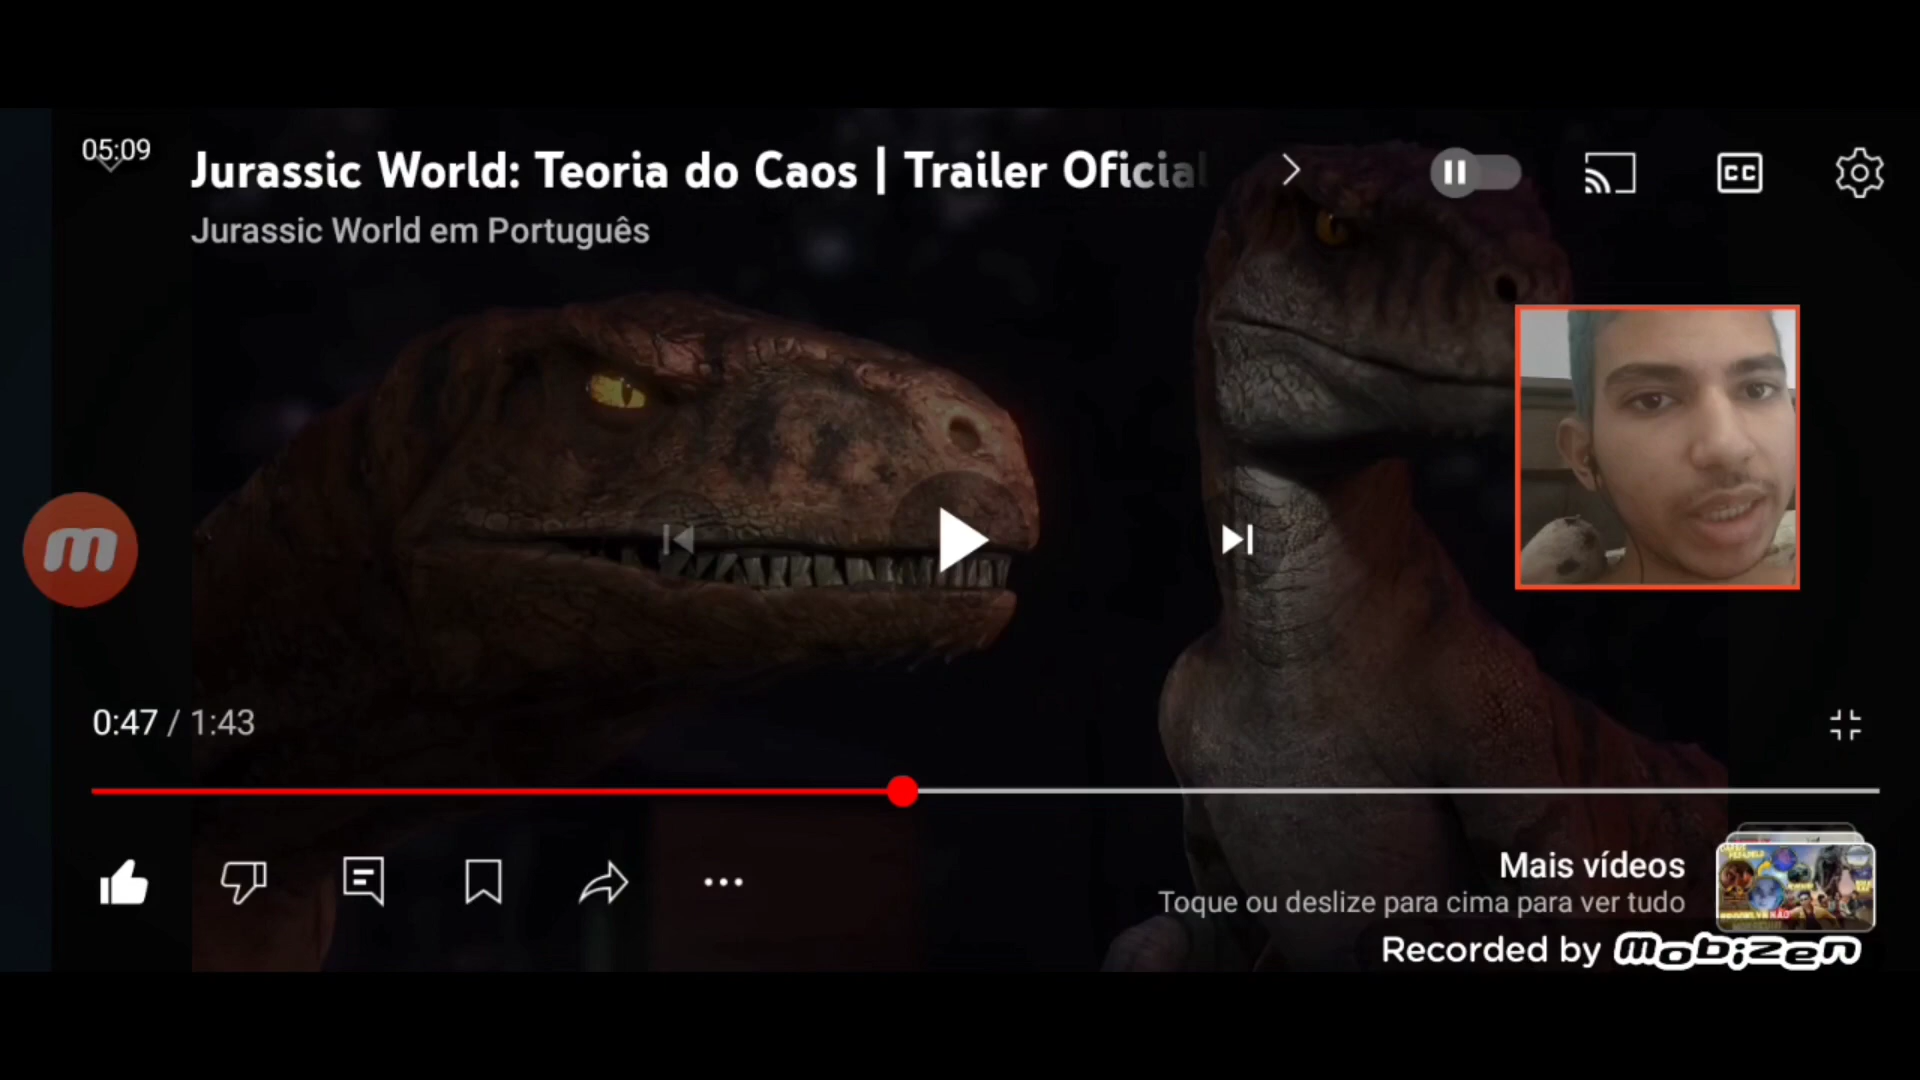 05:09
Jurassic World: Teoria do Caos | Trailer Oficial
Jurassic World em Português
CC
m
0:47 / 1:43
Mais vídeos
Toque ou deslize para cima para ver tudo
Recorded by mobizen